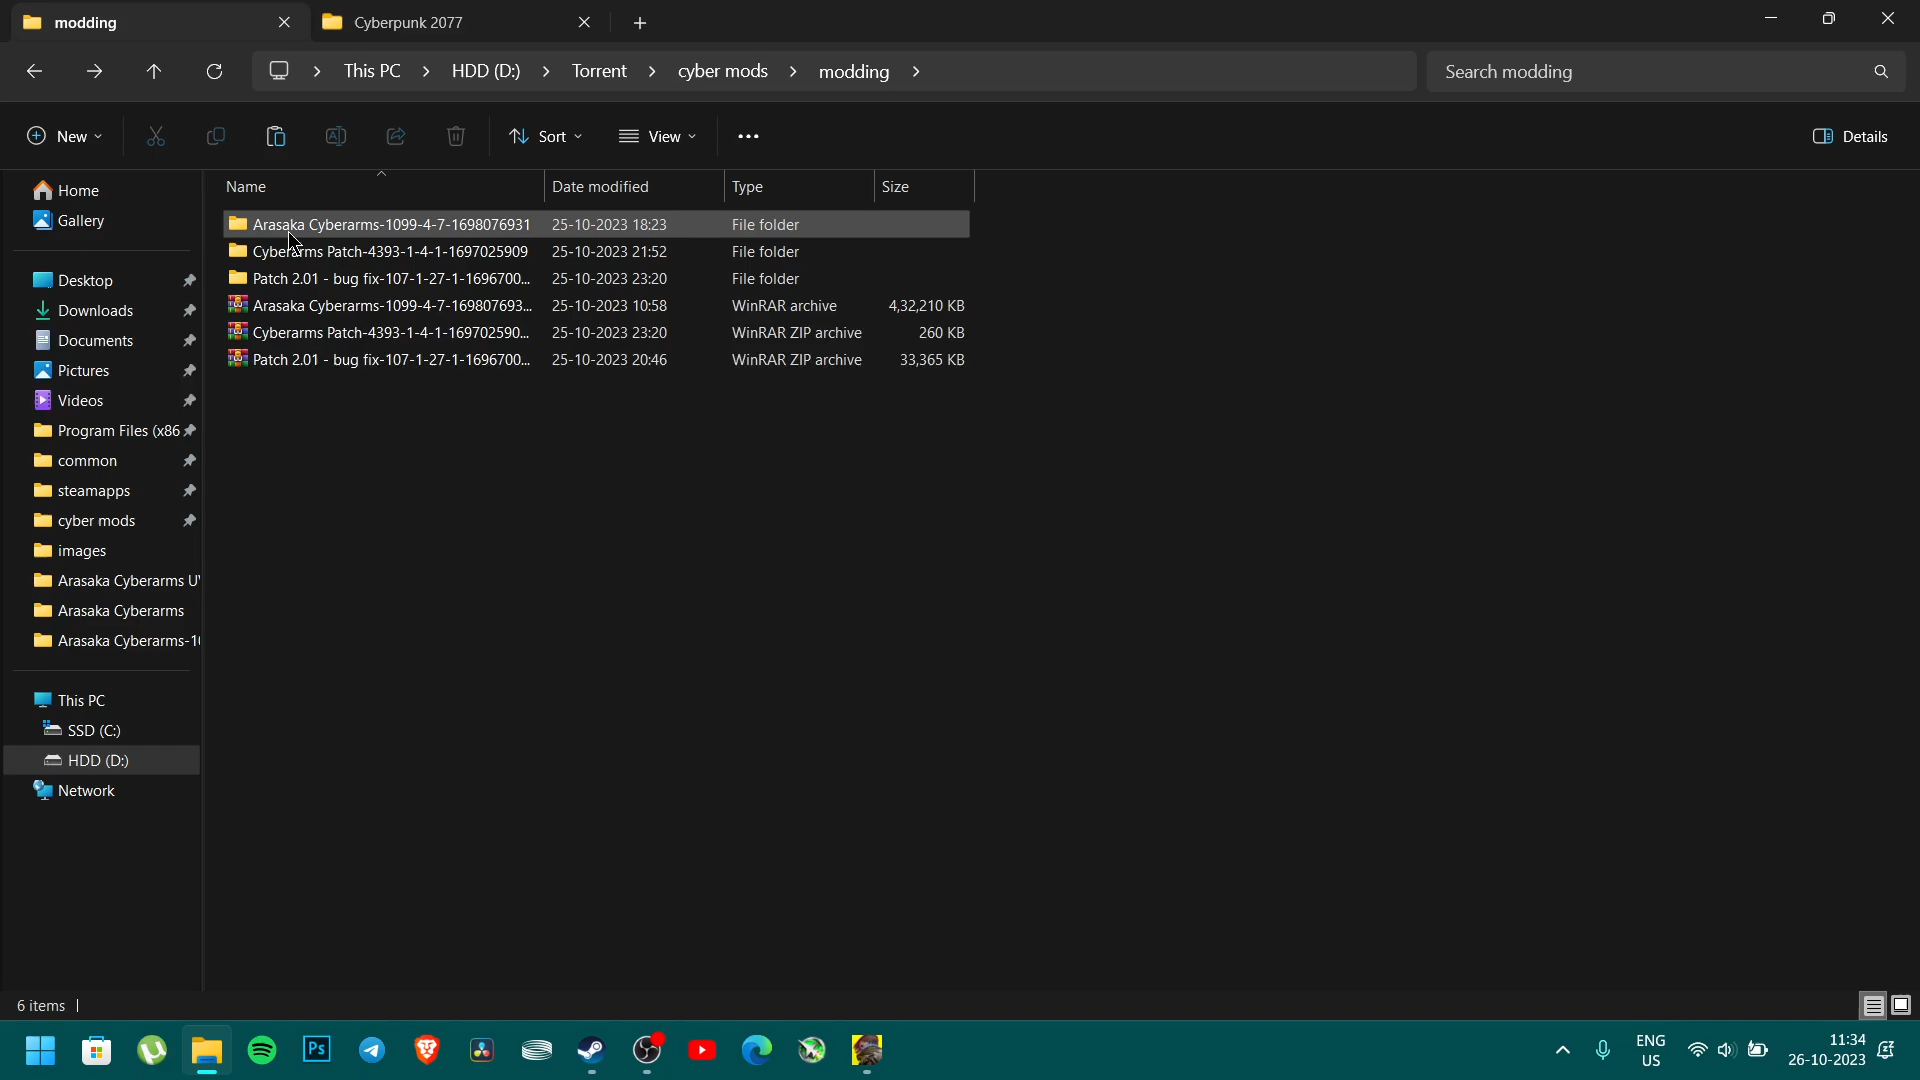 modding
Cyberpunk 2077
This PC > HDD (D:) > Torrent > cyber mods > modding >
Search modding
New
Sort
View
Details
Name Date modified Type Size
Home
Gallery
Desktop
Downloads
Documents
Pictures
Videos
Program Files (x86
common
steamapps
cyber mods
images
Arasaka Cyberarms U
Arasaka Cyberarms
Arasaka Cyberarms-1
This PC
SSD (C:)
HDD (D:)
Network
Arasaka Cyberarms-1099-4-7-1698076931 25-10-2023 18:23 File folder
Cyberarms Patch-4393-1-4-1-1697025909 25-10-2023 21:52 File folder
Patch 2.01 - bug fix-107-1-27-1-1696700... 25-10-2023 23:20 File folder
Arasaka Cyberarms-1099-4-7-169807693... 25-10-2023 10:58 WinRAR archive 4,32,210 KB
Cyberarms Patch-4393-1-4-1-169702590... 25-10-2023 23:20 WinRAR ZIP archive 260 KB
Patch 2.01 - bug fix-107-1-27-1-1696700... 25-10-2023 20:46 WinRAR ZIP archive 33,365 KB
6 items
Ps
ENG
US
11:34
26-10-2023